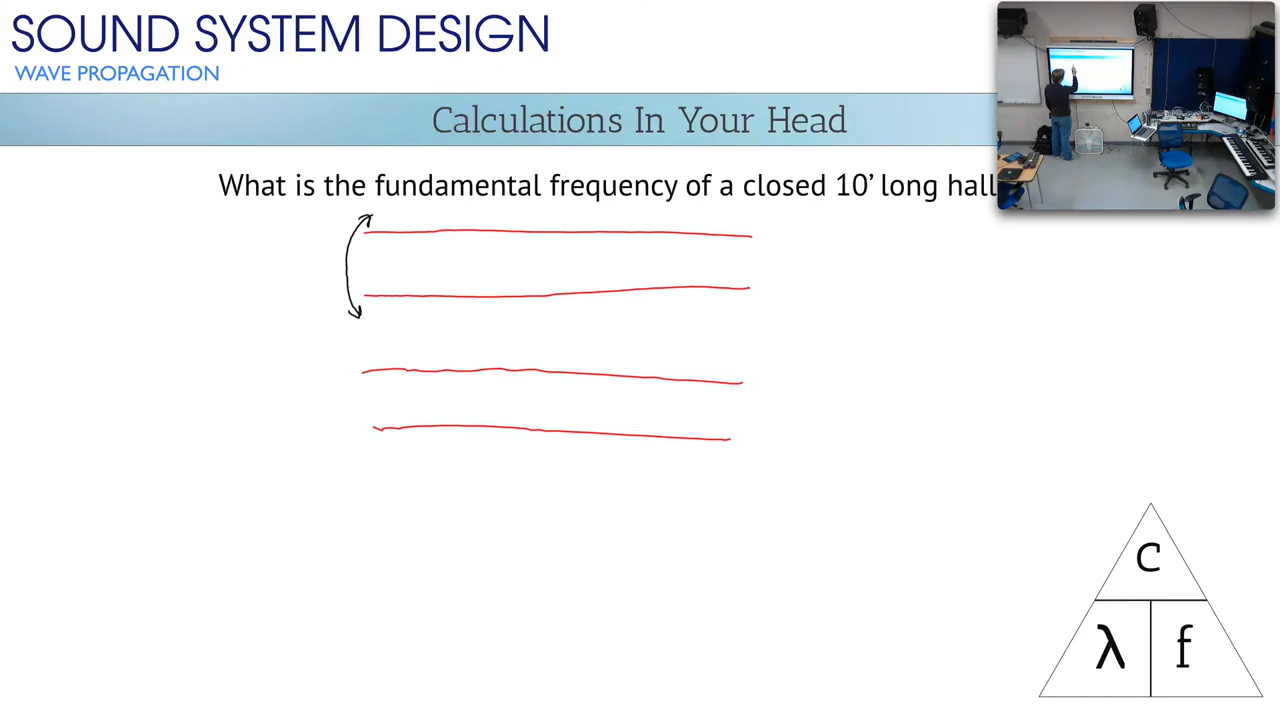 SOUND SYSTEM DESIGN
WAVE PROPAGATION
Calculations In Your Head
What is the fundamental frequency of a closed 10’ long hall
C
λ f